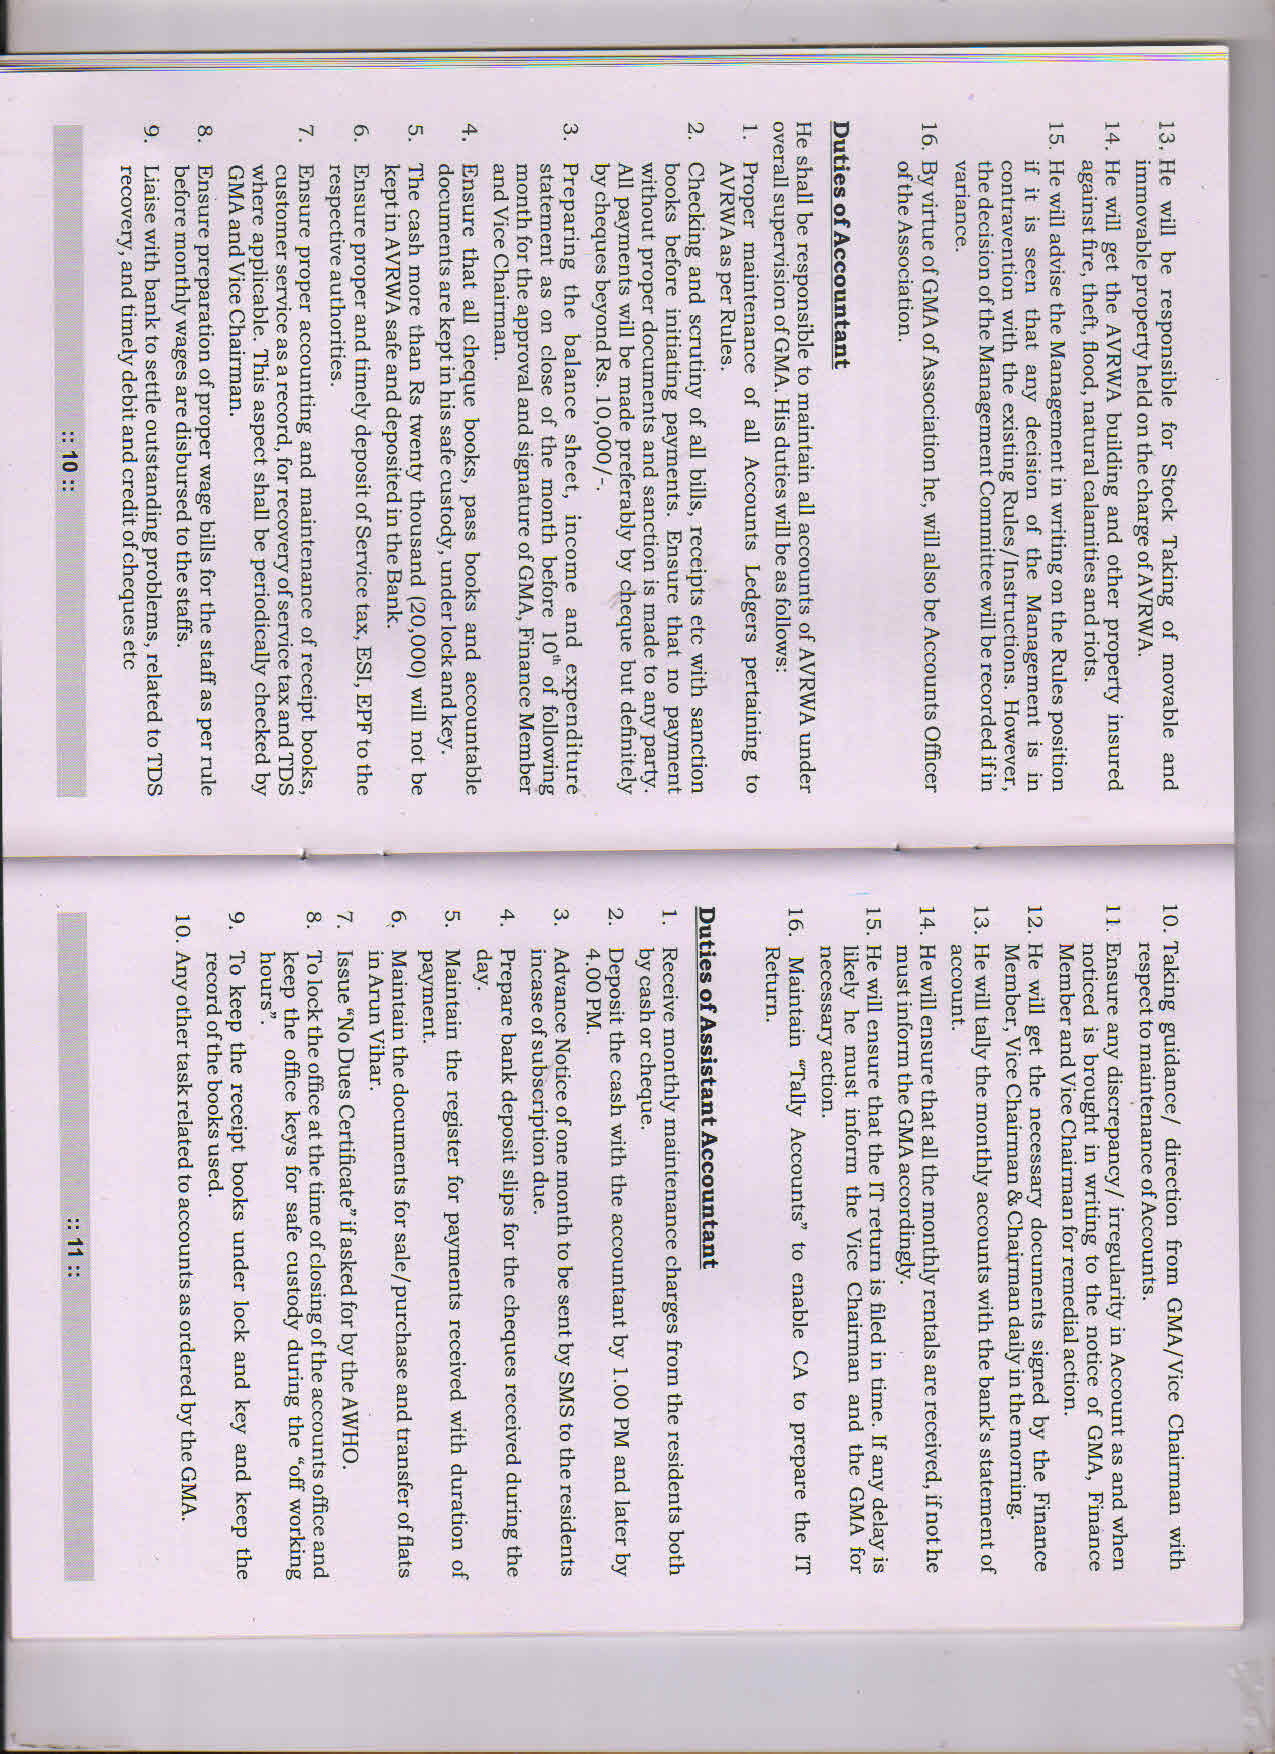 13. He will be responsible for Stock Taking of movable and
immovable property held on the charge of AVRWA.
14. He will get the AVRWA building and other property insured
against fire, theft, flood, natural calamities and riots.
15. He will advise the Management in writing on the Rules position
if it is seen that any decision of the Management is in
contravention with the existing Rules/Instructions. However,
the decision of the Management Committee will be recorded if in
variance.
16. By virtue of GMA of Association he, will also be Accounts Officer
of the Association.
Duties of Accountant
He shall be responsible to maintain all accounts of AVRWA under
overall supervision of GMA. His duties will be as follows:
1. Proper maintenance of all Accounts Ledgers pertaining to
AVRWA as per Rules.
2. Checking and scrutiny of all bills, receipts etc with sanction
books before initiating payments. Ensure that no payment
without proper documents and sanction is made to any party.
All payments will be made preferably by cheque but definitely
by cheques beyond Rs. 10,000/-.
3. Preparing the balance sheet, income and expenditure
statement as on close of the month before 10th of following
month for the approval and signature of GMA, Finance Member
and Vice Chairman.
4. Ensure that all cheque books, pass books and accountable
documents are kept in his safe custody, under lock and key.
5. The cash more than Rs twenty thousand (20,000) will not be
kept in AVRWA safe and deposited in the Bank.
6. Ensure proper and timely deposit of Service tax, ESI, EPF to the
respective authorities.
7. Ensure proper accounting and maintenance of receipt books,
customer service as a record, for recovery of service tax and TDS
where applicable. This aspect shall be periodically checked by
GMA and Vice Chairman.
8. Ensure preparation of proper wage bills for the staff as per rule
before monthly wages are disbursed to the staffs.
9. Liaise with bank to settle outstanding problems, related to TDS
recovery, and timely debit and credit of cheques etc
:: 10 ::
10. Taking guidance/ direction from GMA/Vice Chairman with
respect to maintenance of Accounts.
11. Ensure any discrepancy/ irregularity in Account as and when
noticed is brought in writing to the notice of GMA, Finance
Member and Vice Chairman for remedial action.
12. He will get the necessary documents signed by the Finance
Member, Vice Chairman & Chairman daily in the morning.
13. He will tally the monthly accounts with the bank's statement of
account.
14. He will ensure that all the monthly rentals are received, if not he
must inform the GMA accordingly.
15. He will ensure that the IT return is filed in time. If any delay is
likely he must inform the Vice Chairman and the GMA for
necessary action.
16. Maintain "Tally Accounts" to enable CA to prepare the IT
Return.
Duties of Assistant Accountant
1. Receive monthly maintenance charges from the residents both
by cash or cheque.
2. Deposit the cash with the accountant by 1.00 PM and later by
4.00 PM.
3. Advance Notice of one month to be sent by SMS to the residents
incase of subscription due.
4. Prepare bank deposit slips for the cheques received during the
day.
5. Maintain the register for payments received with duration of
payment.
6. Maintain the documents for sale/purchase and transfer of flats
in Arun Vihar.
7. Issue "No Dues Certificate" if asked for by the AWHO.
8. To lock the office at the time of closing of the accounts office and
keep the office keys for safe custody during the "off working
hours".
9. To keep the receipt books under lock and key and keep the
record of the books used.
10. Any other task related to accounts as ordered by the GMA.
:: 11 ::